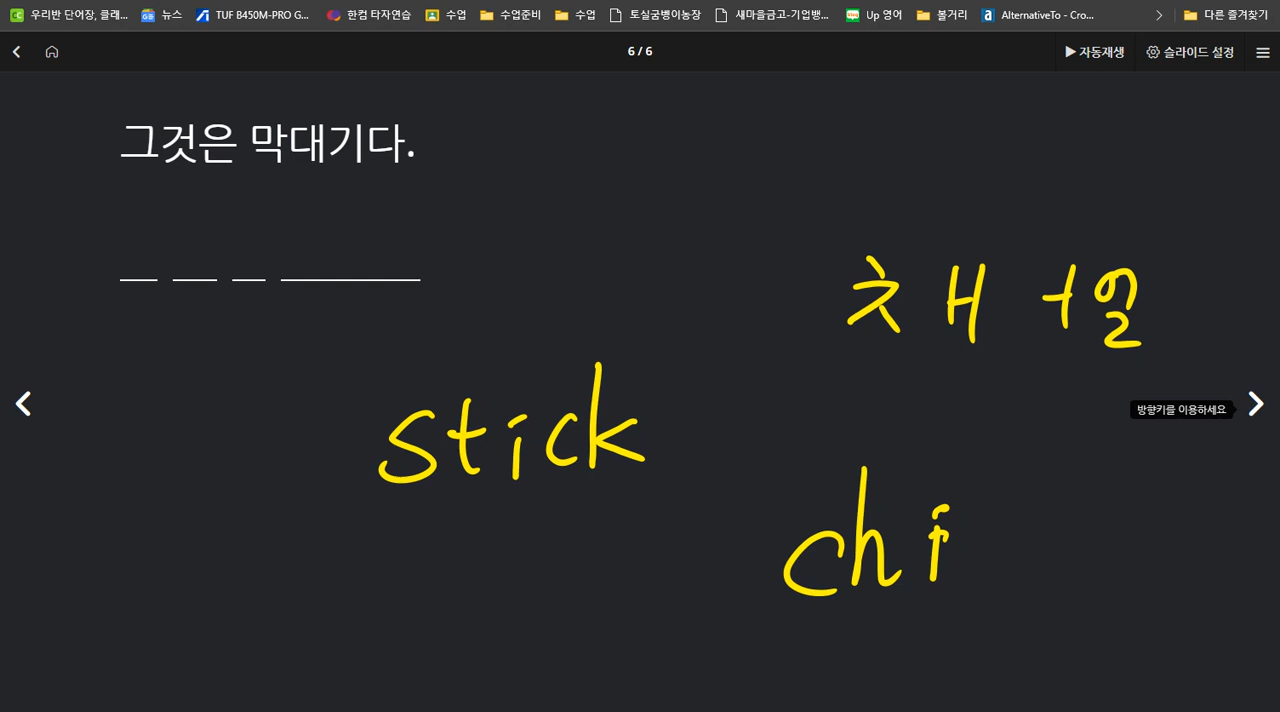 우리반 단어장, 클래... 뉴스 TUF B450M-PRO G... 한컴 타자연습 수업 수업준비 수업 토실굼벵이농장 새마을금고-기업뱅... Up 영어 볼거리 AlternativeTo - Cro... 다른 즐겨찾기
6 / 6 자동재생 슬라이드 설정
그것은 막대기다.
방향키를 이용하세요
stick
chi